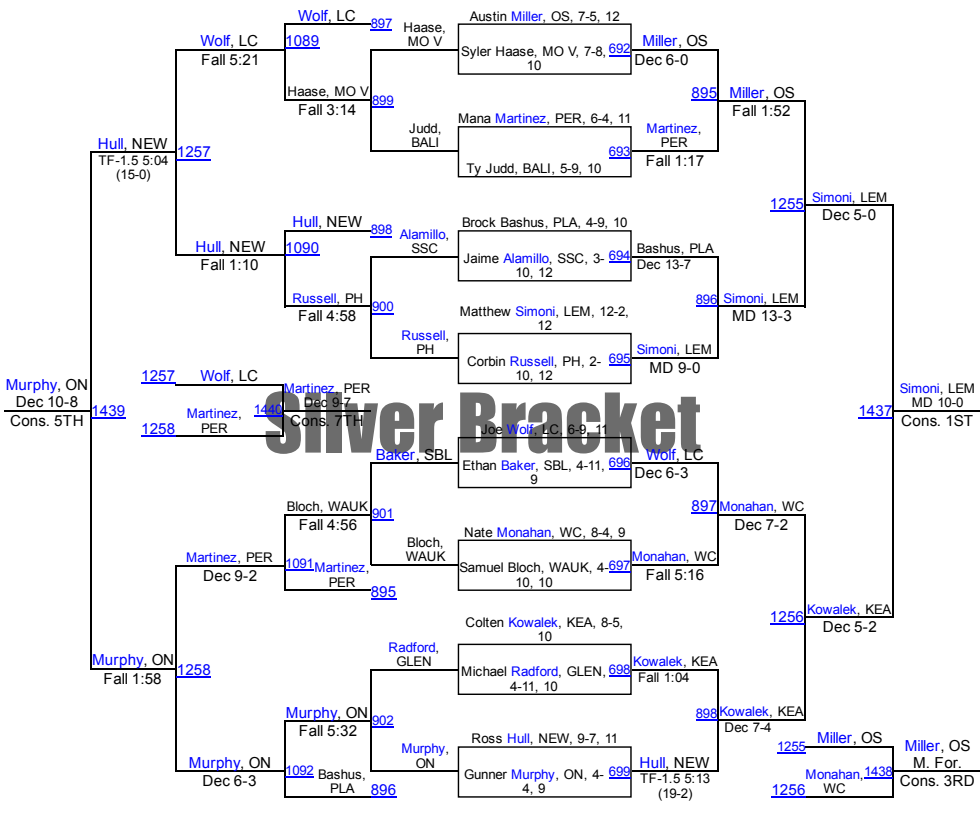 Wolf, LC
897
1089
Wolf, LC
Fall 5:21
Haase,
MO V
Haase, MO V
Fall 3:14
899
Judd,
BALI
Hull, NEW
TF-1.5 5:04
(15-0)
1257
Hull, NEW
898
1090
Hull, NEW
Fall 1:10
Alamillo,
SSC
Russell, PH
Fall 4:58
900
Russell,
PH
Austin Miller, OS, 7-5, 12
Syler Haase, MO V, 7-8,
10
692
Miller, OS
Dec 6-0
Mana Martinez, PER, 6-4, 11
Ty Judd, BALI, 5-9, 10
693
Martinez,
PER
Fall 1:17
895
Miller, OS
Fall 1:52
Brock Bashus, PLA, 4-9, 10
Jaime Alamillo, SSC, 3-
10, 12
694
Bashus, PLA
Dec 13-7
Matthew Simoni, LEM, 12-2,
12
Corbin Russell, PH, 2-
10, 12
695
Simoni, LEM
MD 9-0
896
Simoni, LEM
MD 13-3
1255
Simoni, LEM
Dec 5-0
Murphy, ON
Dec 10-8
Cons. 5TH
1439
1257
Wolf, LC
1258
Martinez,
PER
1440
Martinez, PER
Dec 9-7
Cons. 7TH
Silver Bracket
1437
Simoni, LEM
MD 10-0
Cons. 1ST
Joe Wolf, LC, 6-9, 11
Ethan Baker, SBL, 4-11,
9
696
Wolf, LC
Dec 6-3
Nate Monahan, WC, 8-4, 9
Samuel Bloch, WAUK, 4-
10, 10
697
Monahan, WC
Fall 5:16
897
Monahan, WC
Dec 7-2
Baker, SBL
Bloch, WAUK
Fall 4:56
901
Bloch,
WAUK
Martinez, PER
Dec 9-2
1091
Martinez,
PER
895
Colten Kowalek, KEA, 8-5,
10
Michael Radford, GLEN,
4-11, 10
698
Kowalek, KEA
Fall 1:04
Ross Hull, NEW, 9-7, 11
Gunner Murphy, ON, 4-
4, 9
699
Hull, NEW
TF-1.5 5:13
(19-2)
898
Kowalek, KEA
Dec 7-4
1256
Kowalek, KEA
Dec 5-2
Murphy, ON
Fall 1:58
1258
Radford,
GLEN
Murphy, ON
Fall 5:32
902
Murphy,
ON
Murphy, ON
Dec 6-3
1092
Bashus,
PLA
896
1255
Miller, OS
1256
Monahan,
WC
1438
Miller, OS
M. For.
Cons. 3RD